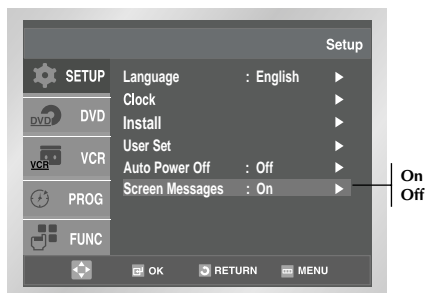 Setup
SETUP
DVD DVD
VCR VCR
PROG
FUNC
Language : English
Clock
Install
User Set
Auto Power Off : Off
Screen Messages : On
On
Off
OK RETURN MENU